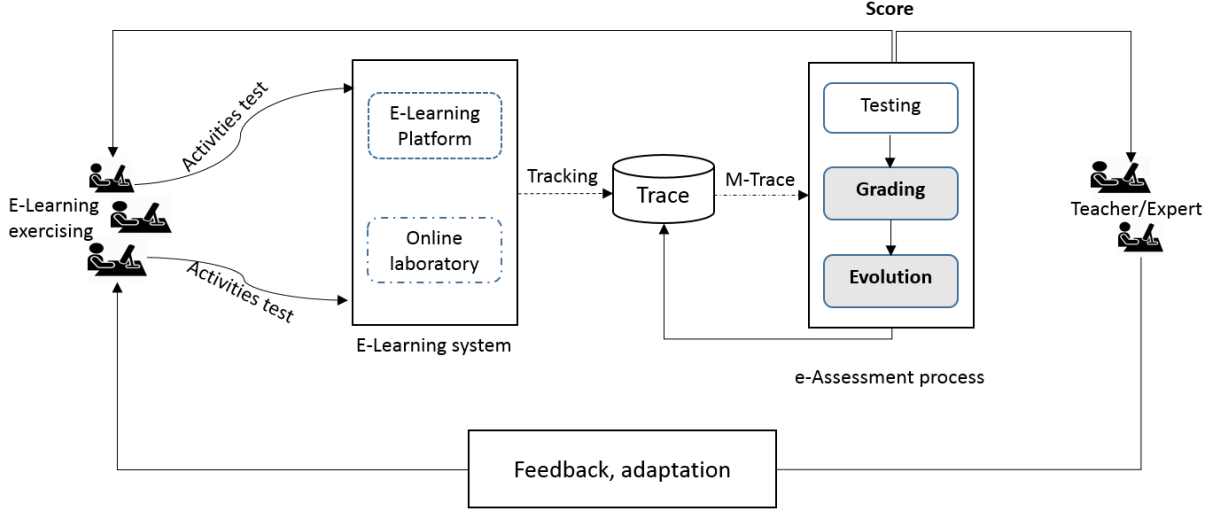 Score
Activities test
E-Learning
Platform
Testing
Tracking
Trace
M-Trace
Grading
E-Learning
exercising
Teacher/Expert
Online
laboratory
Activities test
Evolution
E-Learning system
e-Assessment process
Feedback, adaptation